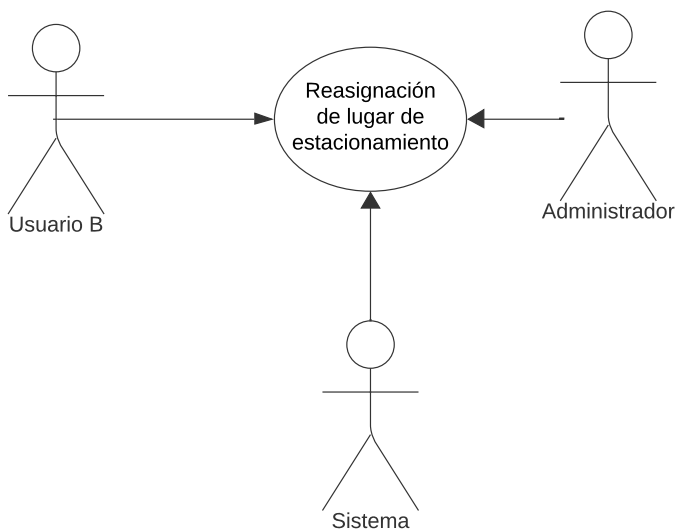 Reasignación
de lugar de
estacionamiento
Usuario B
Administrador
Sistema